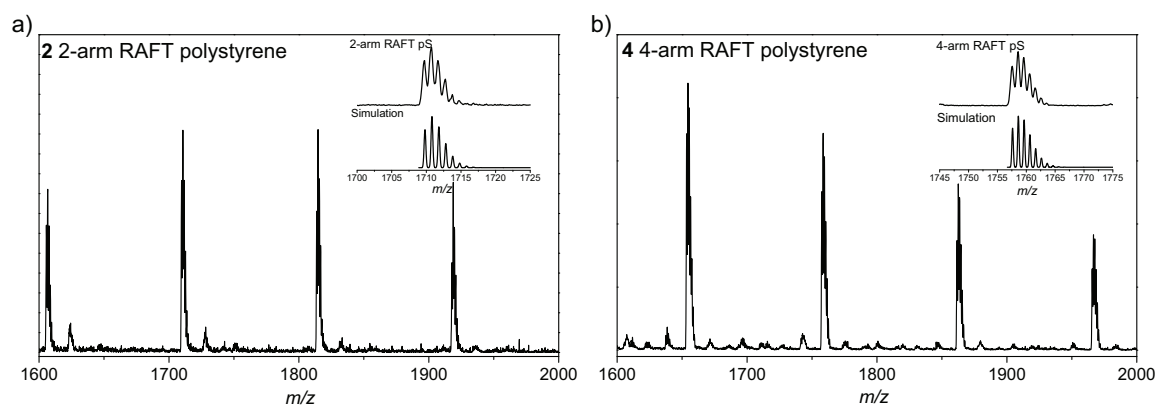 a)
2 2-arm RAFT polystyrene
2-arm RAFT pS
Simulation
1700 1705 1710 1715 1720 1725
m/z
1600 1700 1800 1900 2000
m/z
b)
4 4-arm RAFT polystyrene
4-arm RAFT pS
Simulation
1745 1750 1755 1760 1765 1770 1775
m/z
1600 1700 1800 1900 2000
m/z